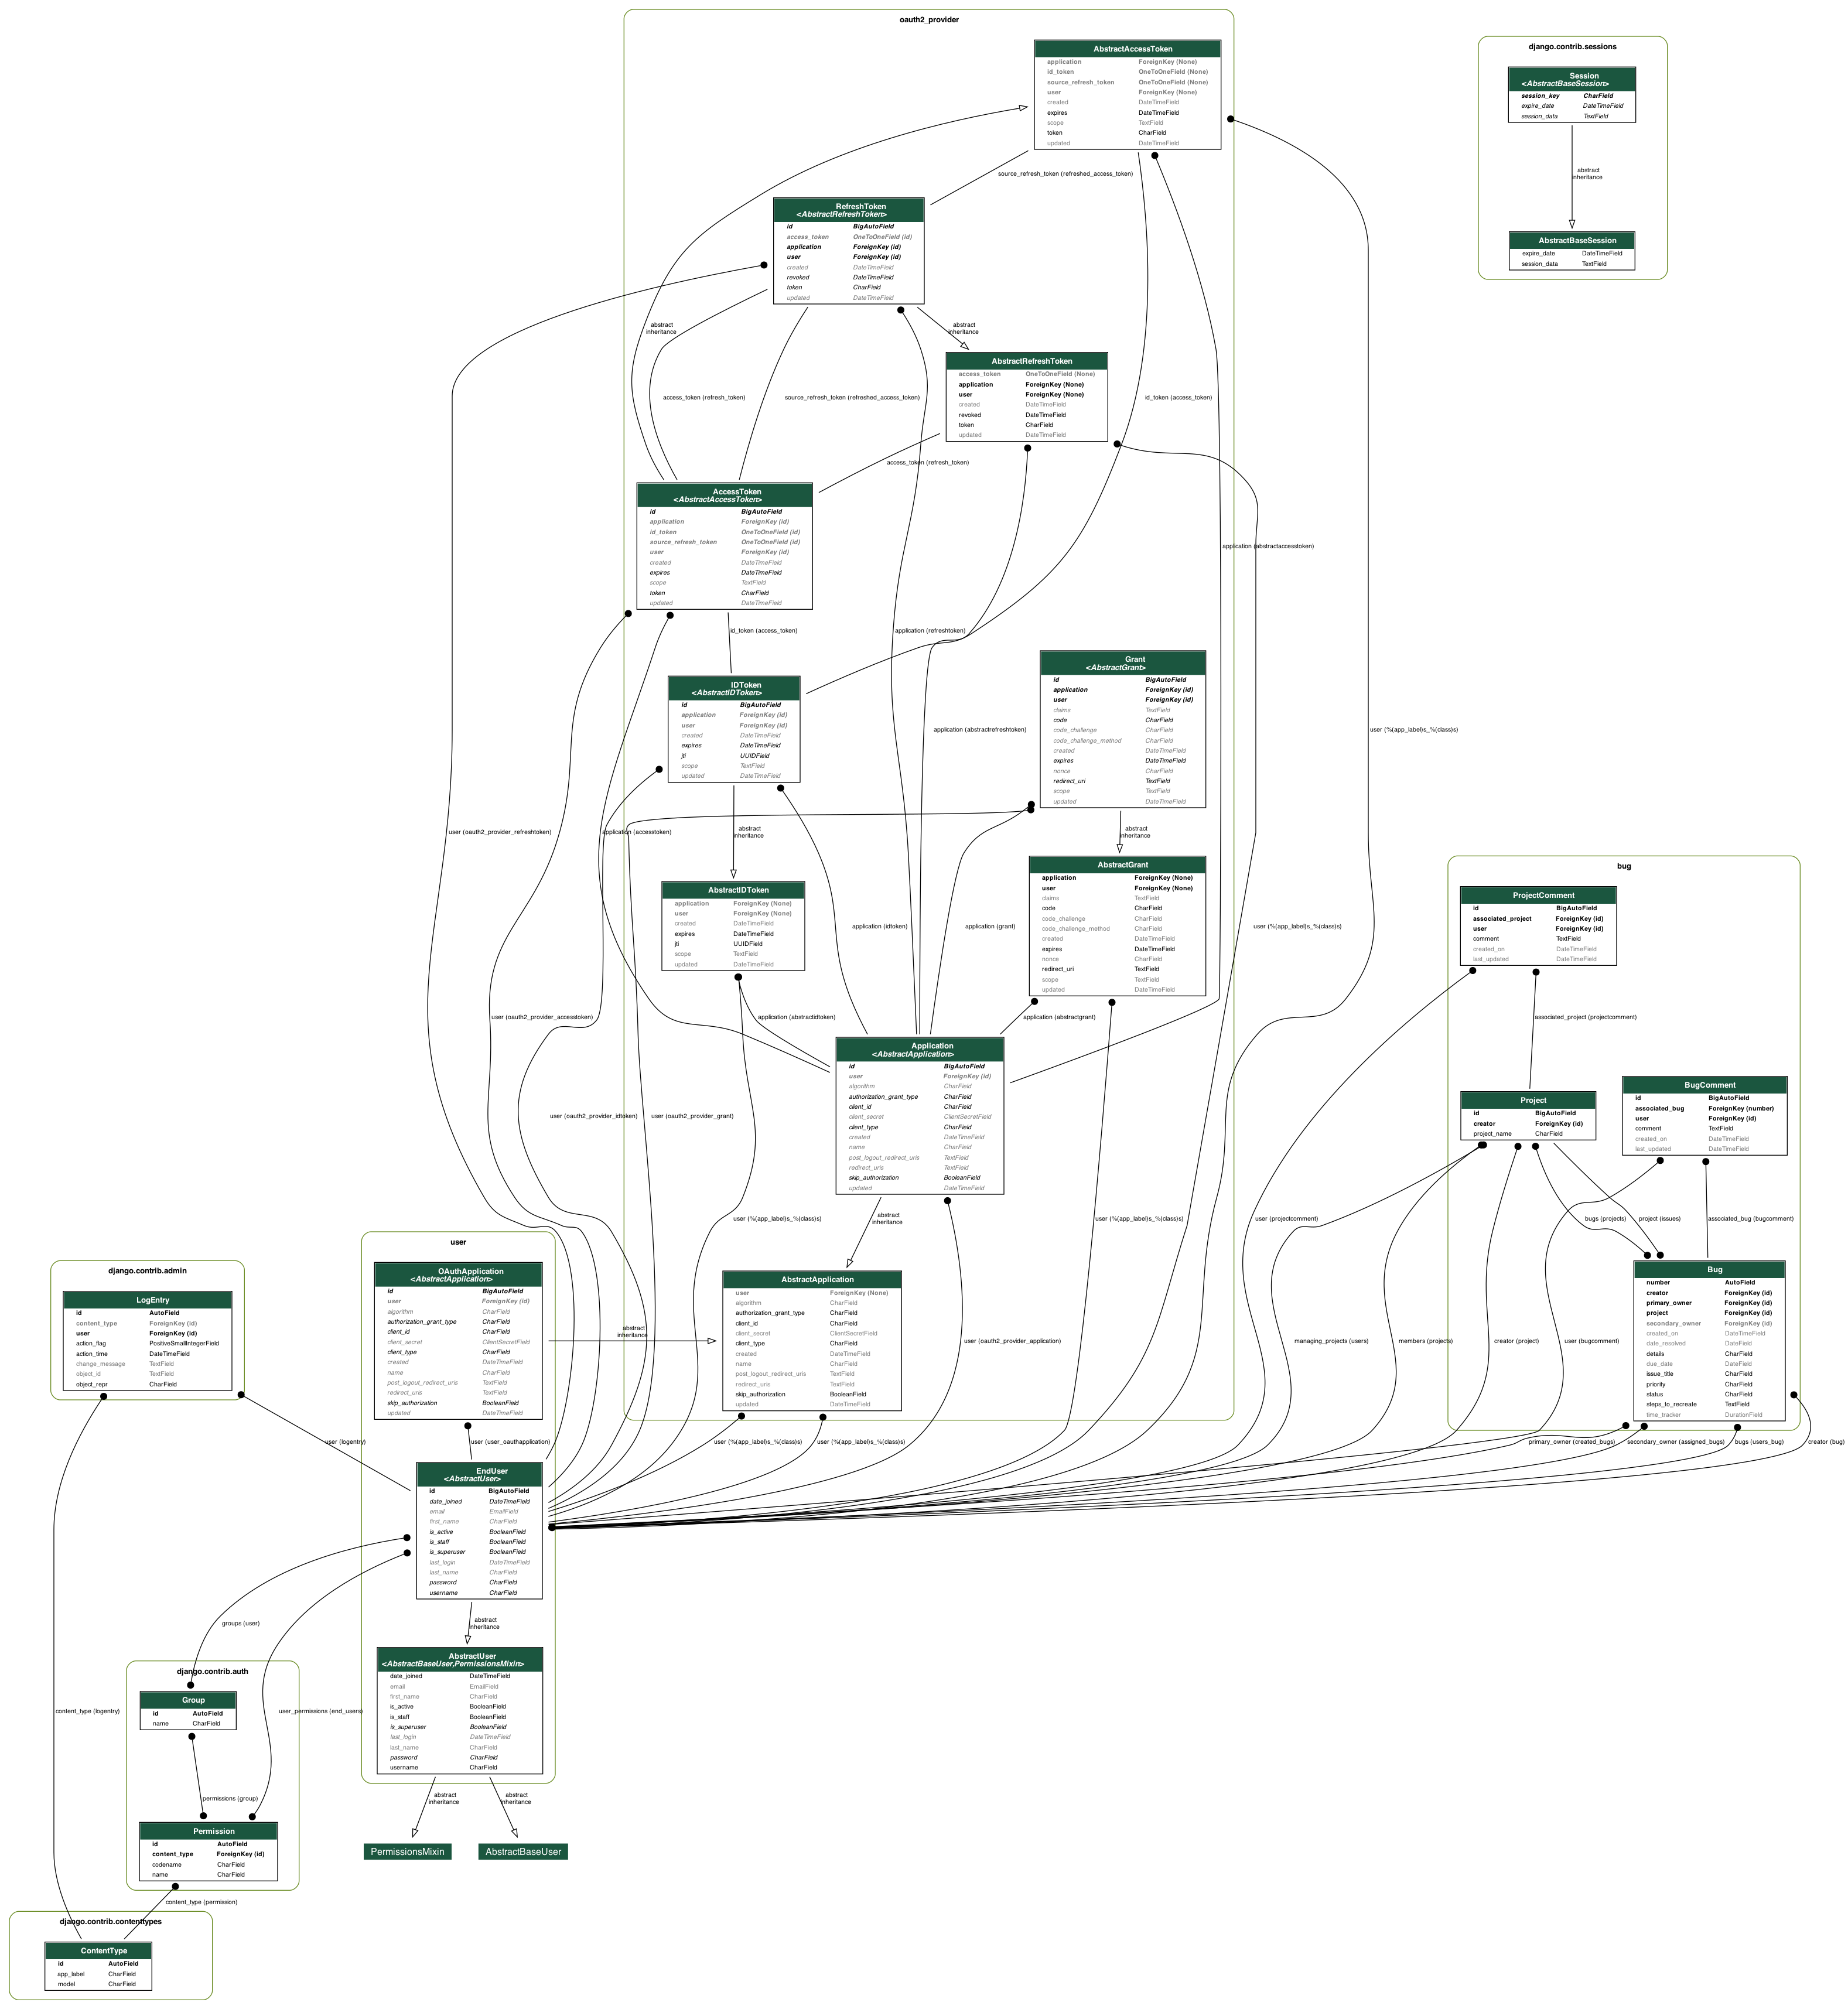 oauth2_provider
AbstractAccessToken
application ForeignKey (None)
id_token OneToOneField (None)
source_refresh_token OneToOneField (None)
user ForeignKey (None)
created DateTimeField
expires DateTimeField
scope TextField
token CharField
updated DateTimeField
django.contrib.sessions
Session
<AbstractBaseSession>
session_key CharField
expire_date DateTimeField
session_data TextField
abstract
inheritance
AbstractBaseSession
expire_date DateTimeField
session_data TextField
source_refresh_token (refreshed_access_token)
RefreshToken
<AbstractRefreshToken>
id BigAutoField
access_token OneToOneField (id)
application ForeignKey (id)
user ForeignKey (id)
created DateTimeField
revoked DateTimeField
token CharField
updated DateTimeField
abstract
inheritance
abstract
inheritance
AbstractRefreshToken
access_token OneToOneField (None)
application ForeignKey (None)
user ForeignKey (None)
created DateTimeField
revoked DateTimeField
token CharField
updated DateTimeField
access_token (refresh_token)
source_refresh_token (refreshed_access_token)
id_token (access_token)
access_token (refresh_token)
AccessToken
<AbstractAccessToken>
id BigAutoField
application ForeignKey (id)
id_token OneToOneField (id)
source_refresh_token OneToOneField (id)
user ForeignKey (id)
created DateTimeField
expires DateTimeField
scope TextField
token CharField
updated DateTimeField
application (abstractaccesstoken)
id_token (access_token)
application (refreshtoken)
IDToken
<AbstractIDToken>
id BigAutoField
application ForeignKey (id)
user ForeignKey (id)
created DateTimeField
expires DateTimeField
jti UUIDField
scope TextField
updated DateTimeField
Grant
<AbstractGrant>
id BigAutoField
application ForeignKey (id)
user ForeignKey (id)
claims TextField
code CharField
code_challenge CharField
code_challenge_method CharField
created DateTimeField
expires DateTimeField
nonce CharField
redirect_uri TextField
scope TextField
updated DateTimeField
application (abstractrefreshtoken)
user (%(app_label)s_%(class)s)
user (oauth2_provider_refreshtoken)
application (accesstoken)
abstract
inheritance
abstract
inheritance
AbstractIDToken
application ForeignKey (None)
user ForeignKey (None)
created DateTimeField
expires DateTimeField
jti UUIDField
scope TextField
updated DateTimeField
AbstractGrant
application ForeignKey (None)
user ForeignKey (None)
claims TextField
code CharField
code_challenge CharField
code_challenge_method CharField
created DateTimeField
expires DateTimeField
nonce CharField
redirect_uri TextField
scope TextField
updated DateTimeField
application (idtoken)
application (grant)
user (%(app_label)s_%(class)s)
bug
ProjectComment
id BigAutoField
associated_project ForeignKey (id)
user ForeignKey (id)
comment TextField
created_on DateTimeField
last_updated DateTimeField
user (oauth2_provider_accesstoken)
application (abstractidtoken)
application (abstractgrant)
associated_project (projectcomment)
Application
<AbstractApplication>
id BigAutoField
user ForeignKey (id)
algorithm CharField
authorization_grant_type CharField
client_id CharField
client_secret ClientSecretField
client_type CharField
created DateTimeField
name CharField
post_logout_redirect_uris TextField
redirect_uris TextField
skip_authorization BooleanField
updated DateTimeField
Project
id BigAutoField
creator ForeignKey (id)
project_name CharField
BugComment
id BigAutoField
associated_bug ForeignKey (number)
user ForeignKey (id)
comment TextField
created_on DateTimeField
last_updated DateTimeField
user (oauth2_provider_idtoken)
user (oauth2_provider_grant)
user (%(app_label)s_%(class)s)
abstract
inheritance
user (%(app_label)s_%(class)s)
user (projectcomment)
bugs (projects)
project (issues)
associated_bug (bugcomment)
user
OAuthApplication
<AbstractApplication>
id BigAutoField
user ForeignKey (id)
algorithm CharField
authorization_grant_type CharField
client_id CharField
client_secret ClientSecretField
client_type CharField
created DateTimeField
name CharField
post_logout_redirect_uris TextField
redirect_uris TextField
skip_authorization BooleanField
updated DateTimeField
abstract
inheritance
AbstractApplication
user ForeignKey (None)
algorithm CharField
authorization_grant_type CharField
client_id CharField
client_secret ClientSecretField
client_type CharField
created DateTimeField
name CharField
post_logout_redirect_uris TextField
redirect_uris TextField
skip_authorization BooleanField
updated DateTimeField
user (oauth2_provider_application)
managing_projects (users)
members (projects)
creator (project)
user (bugcomment)
Bug
number AutoField
creator ForeignKey (id)
primary_owner ForeignKey (id)
project ForeignKey (id)
secondary_owner ForeignKey (id)
created_on DateTimeField
date_resolved DateField
details CharField
due_date DateField
issue_title CharField
priority CharField
status CharField
steps_to_recreate TextField
time_tracker DurationField
django.contrib.admin
LogEntry
id AutoField
content_type ForeignKey (id)
user ForeignKey (id)
action_flag PositiveSmallIntegerField
action_time DateTimeField
change_message TextField
object_id TextField
object_repr CharField
user (logentry)
user (user_oauthapplication)
user (%(app_label)s_%(class)s)
user (%(app_label)s_%(class)s)
primary_owner (created_bugs)
secondary_owner (assigned_bugs)
bugs (users_bug)
creator (bug)
EndUser
<AbstractUser>
id BigAutoField
date_joined DateTimeField
email EmailField
first_name CharField
is_active BooleanField
is_staff BooleanField
is_superuser BooleanField
last_login DateTimeField
last_name CharField
password CharField
username CharField
groups (user)
abstract
inheritance
AbstractUser
<AbstractBaseUser,PermissionsMixin>
date_joined DateTimeField
email EmailField
first_name CharField
is_active BooleanField
is_staff BooleanField
is_superuser BooleanField
last_login DateTimeField
last_name CharField
password CharField
username CharField
django.contrib.auth
Group
id AutoField
name CharField
content_type (logentry)
user_permissions (end_users)
permissions (group)
abstract
inheritance
abstract
inheritance
Permission
id AutoField
content_type ForeignKey (id)
codename CharField
name CharField
PermissionsMixin
AbstractBaseUser
content_type (permission)
django.contrib.contenttypes
ContentType
id AutoField
app_label CharField
model CharField